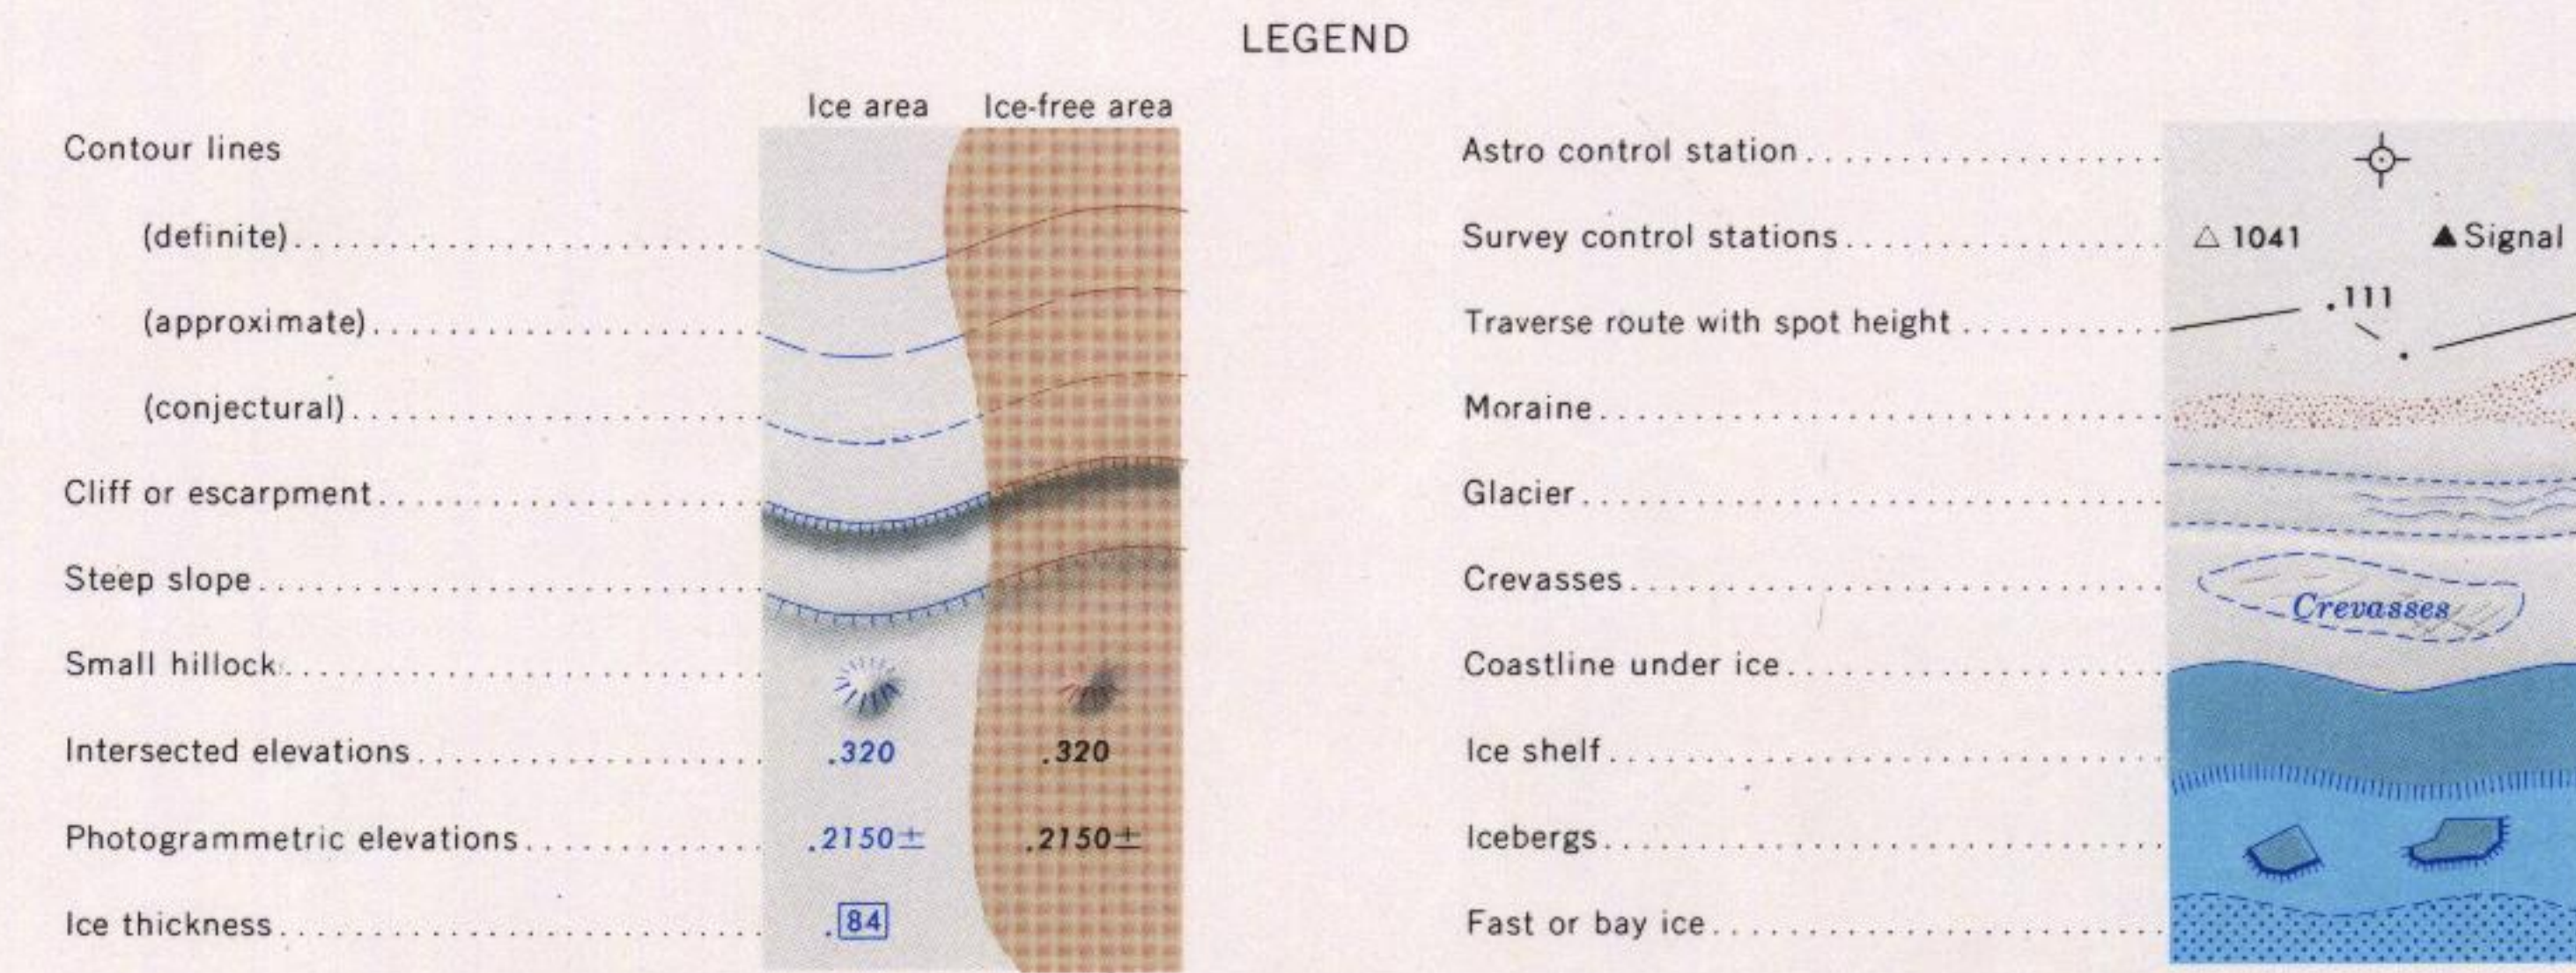 LEGEND
Ice area Ice-free area
Contour lines
(definite)
(approximate)
(conjectural)
Cliff or escarpment
Steep slope
Small hillock
Intersected elevations .320 .320
Photogrammetric elevations .2150± .2150±
Ice thickness .84
Astro control station
Survey control stations 1041 Signal
Traverse route with spot height .111
Moraine
Glacier
Crevasses Crevasses
Coastline under ice
Ice shelf
Icebergs
Fast or bay ice